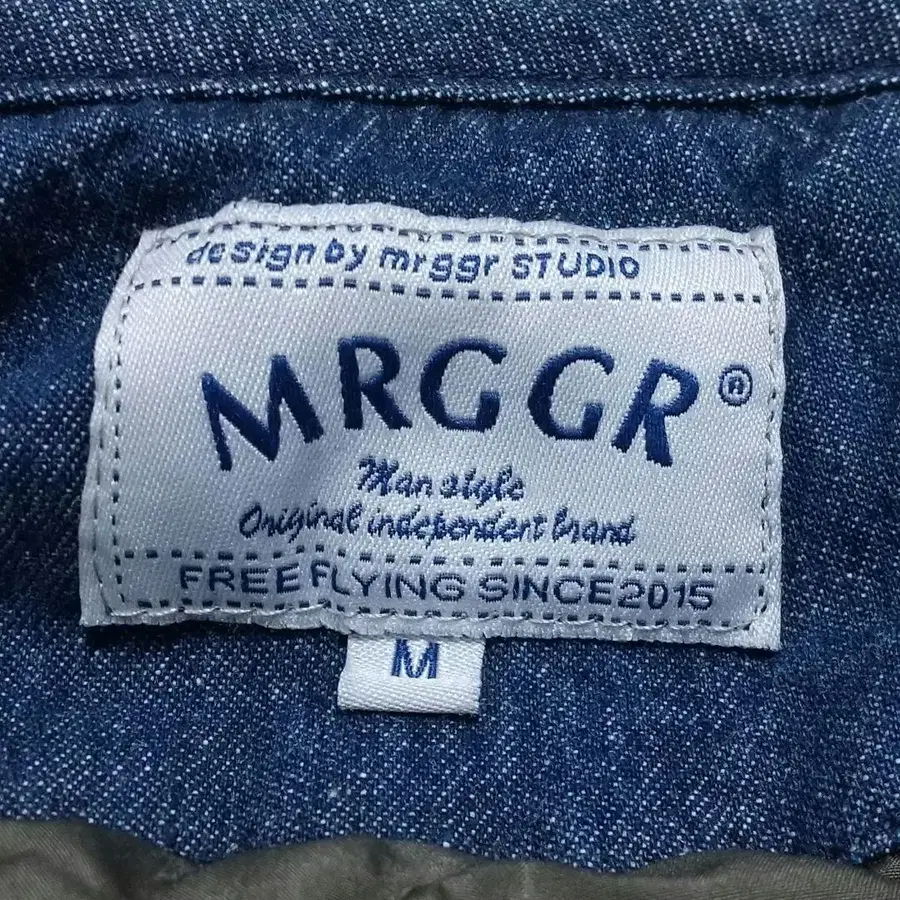 design by mrggr STUDIO
MRGGR®
Man style
Original independent brand
FREE FLYING SINCE2015
M